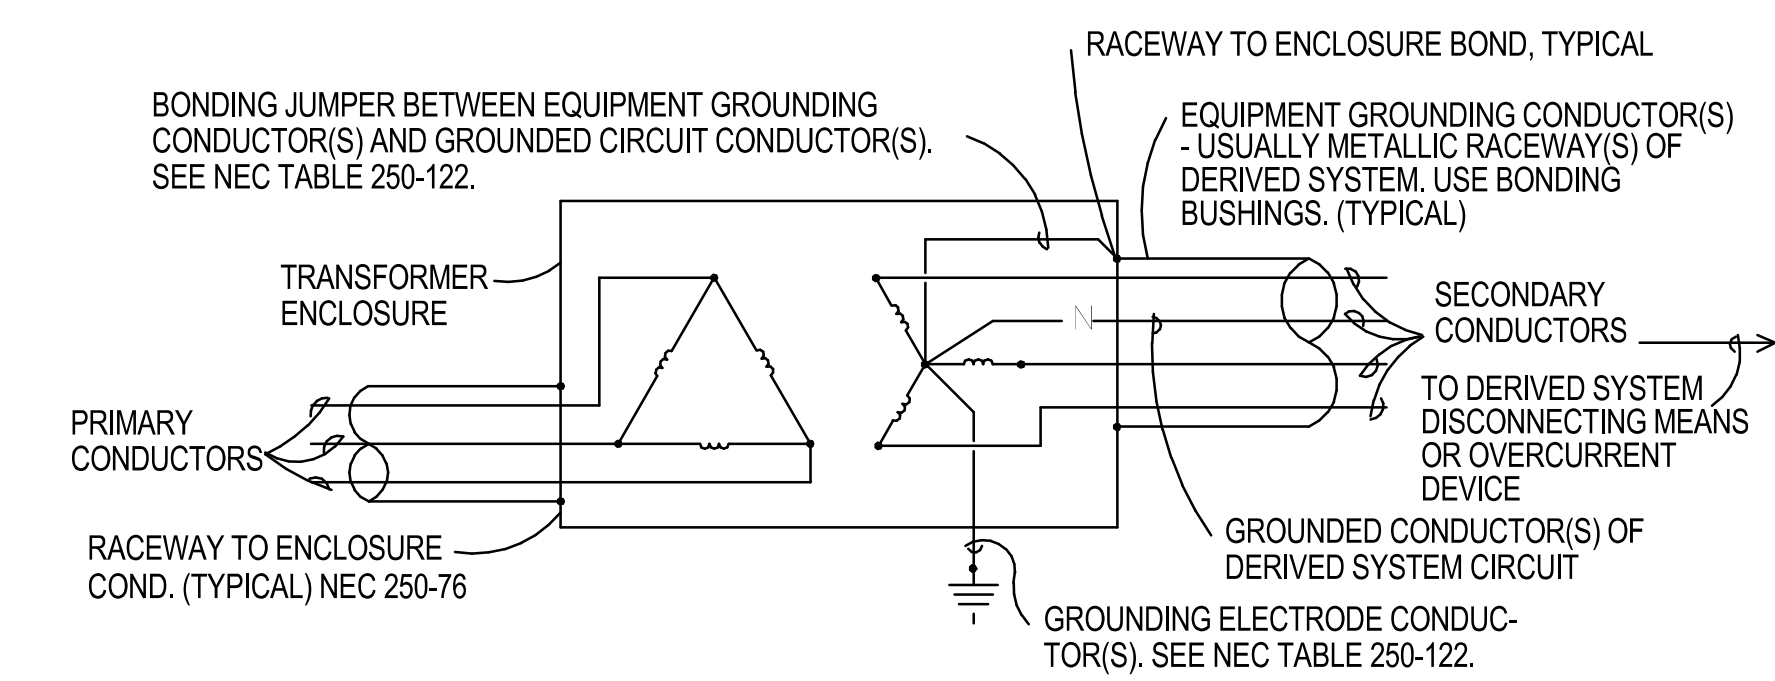 RACEWAY TO ENCLOSURE BOND, TYPICAL
BONDING JUMPER BETWEEN EQUIPMENT GROUNDING
CONDUCTOR(S) AND GROUNDED CIRCUIT CONDUCTOR(S).
SEE NEC TABLE 250-122.
EQUIPMENT GROUNDING CONDUCTOR(S)
- USUALLY METALLIC RACEWAY(S) OF
DERIVED SYSTEM. USE BONDING
BUSHINGS. (TYPICAL)
TRANSFORMER
ENCLOSURE
N
SECONDARY
CONDUCTORS
TO DERIVED SYSTEM
DISCONNECTING MEANS
OR OVERCURRENT
DEVICE
PRIMARY
CONDUCTORS
GROUNDED CONDUCTOR(S) OF
DERIVED SYSTEM CIRCUIT
RACEWAY TO ENCLOSURE
COND. (TYPICAL) NEC 250-76
GROUNDING ELECTRODE CONDUC-
TOR(S). SEE NEC TABLE 250-122.